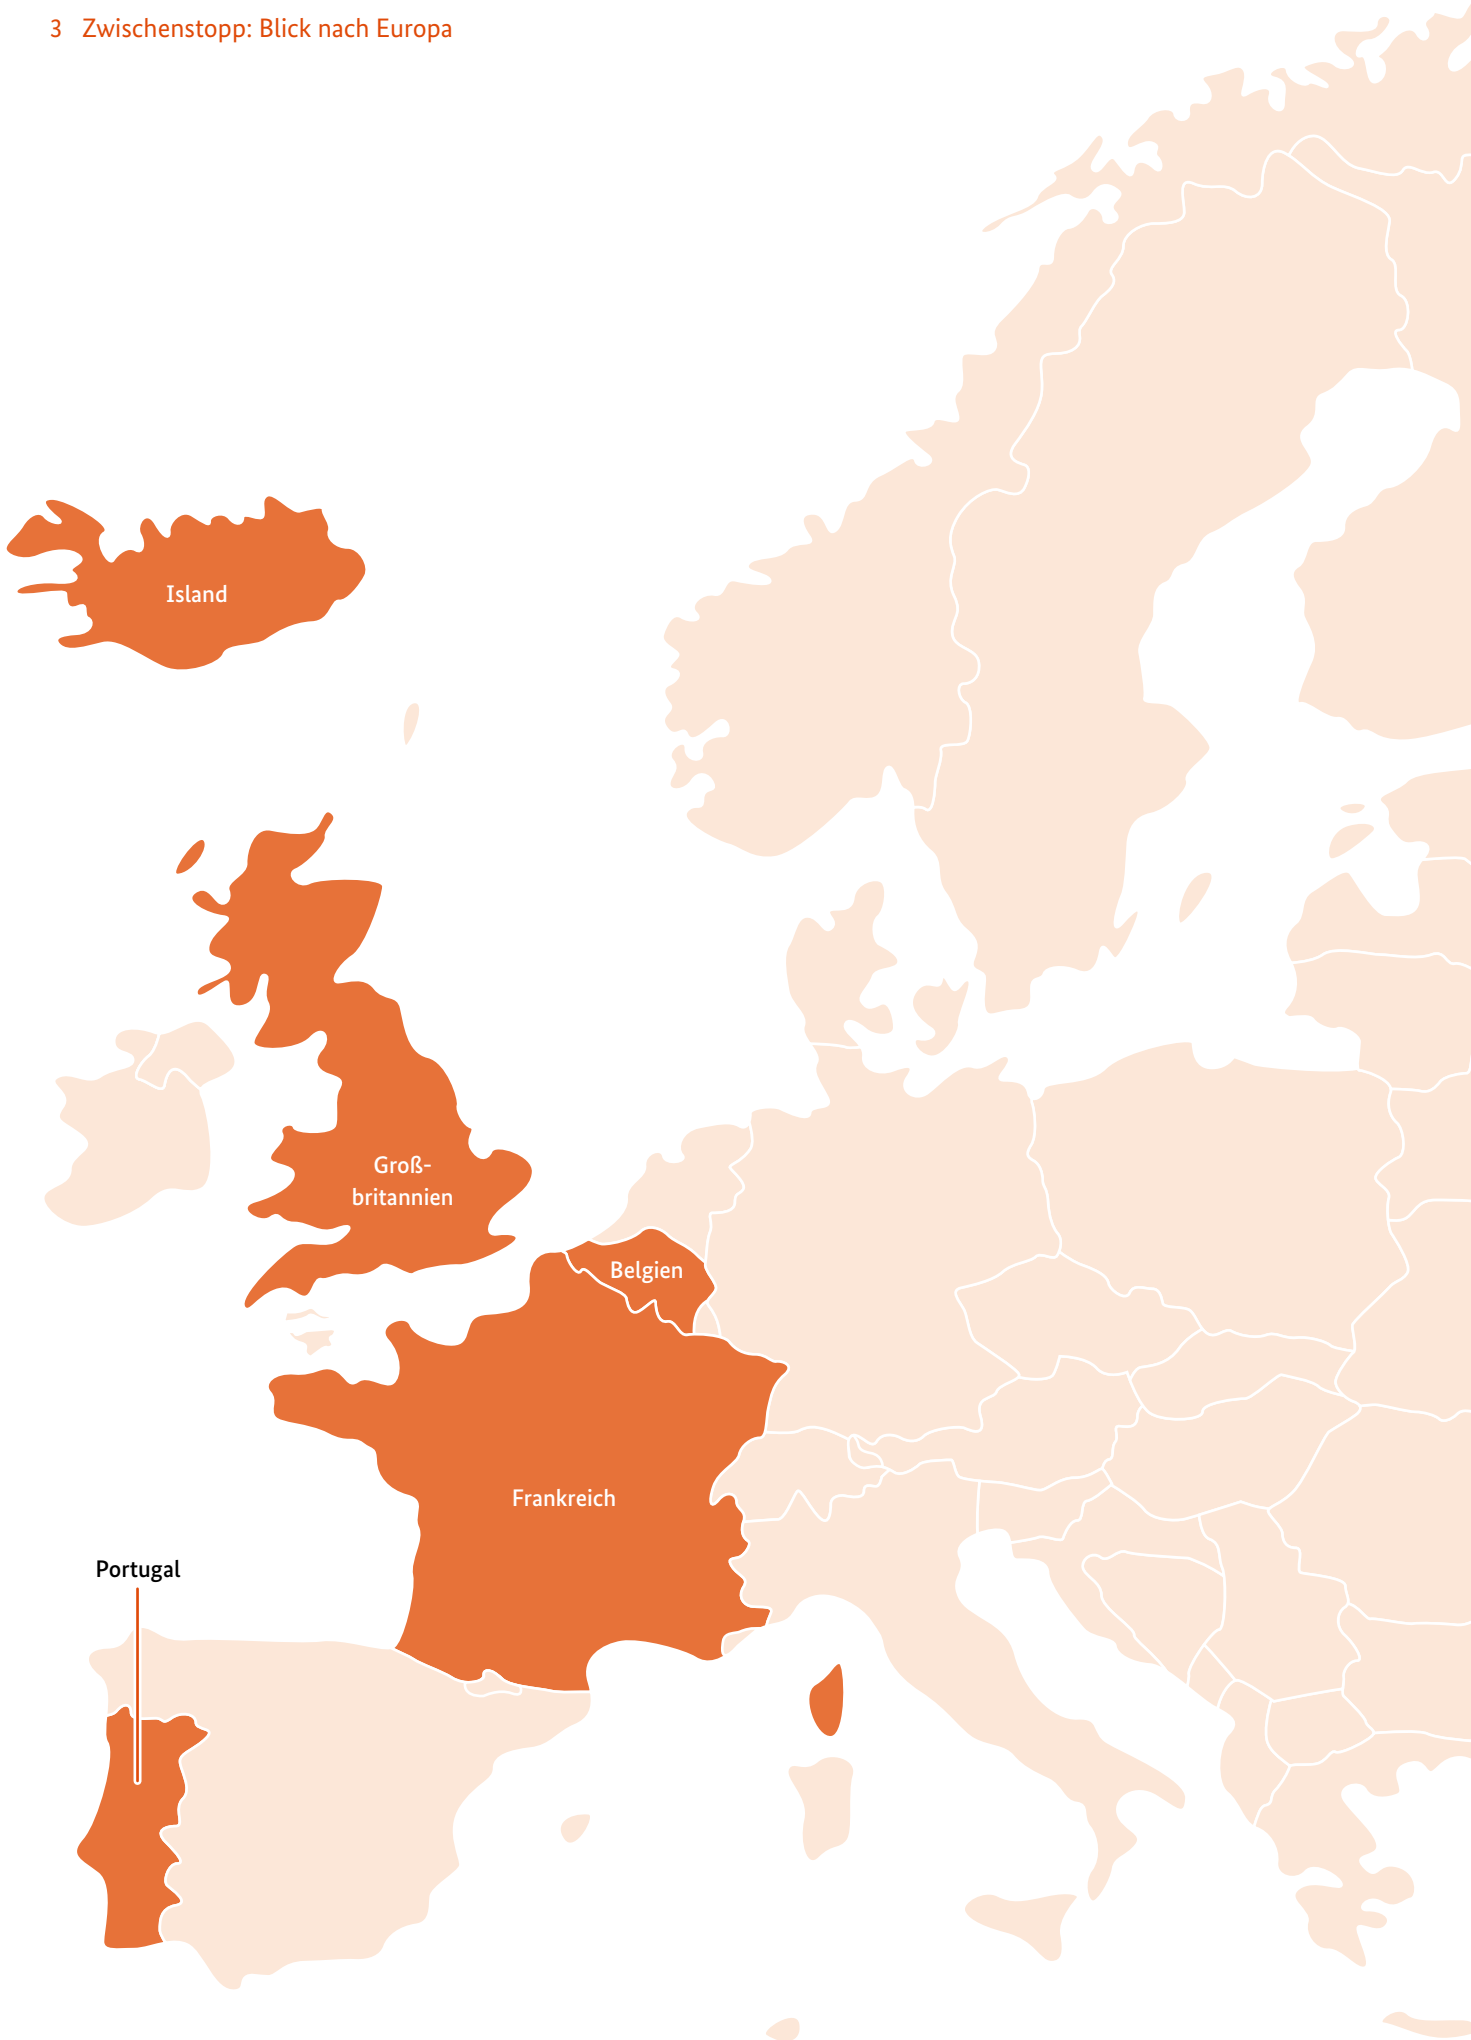 3 Zwischenstopp: Blick nach Europa
Island
Groß-
britannien
Belgien
Frankreich
Portugal